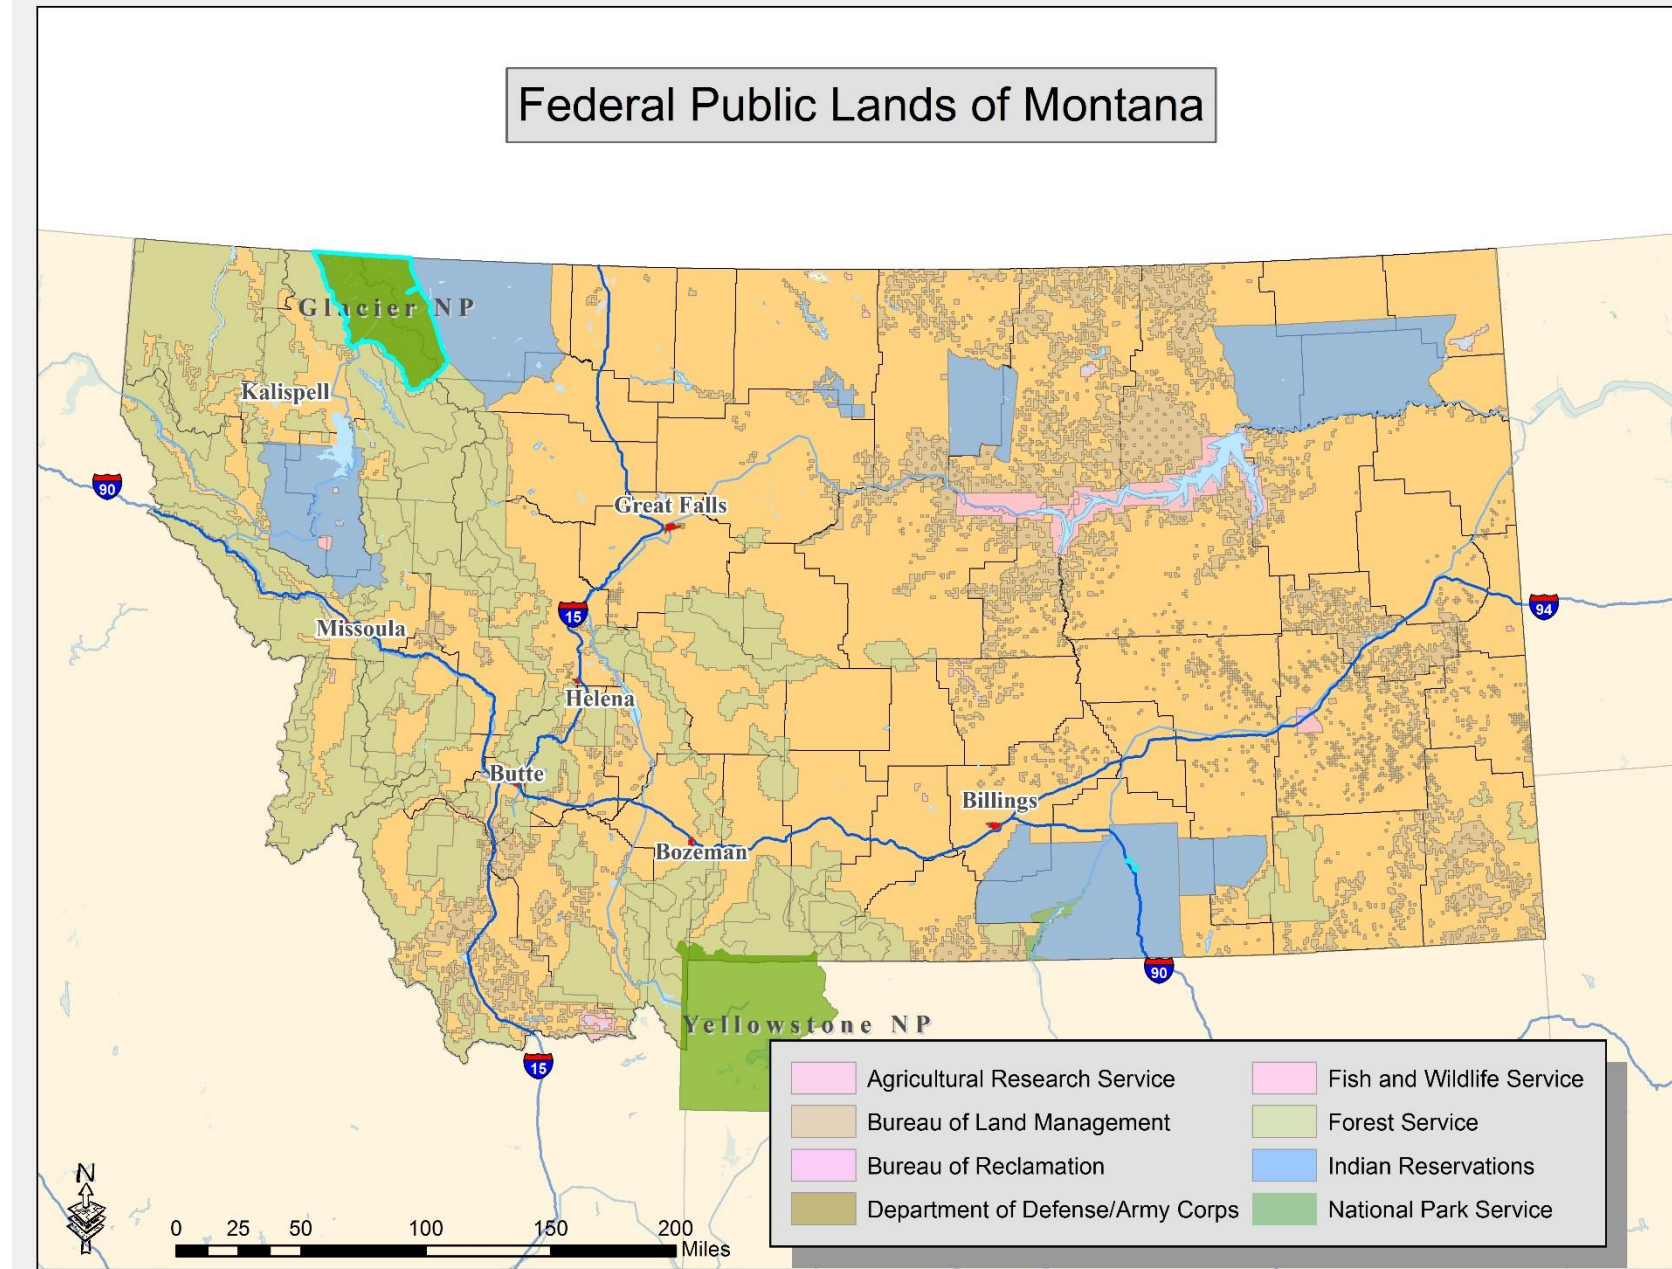 Federal Public Lands of Montana
Glacier NP
Kalispell
90
Great Falls
94
15
Missoula
Helena
Butte
Billings
Bozeman
90
Yellowstone NP
15
Agricultural Research Service
Bureau of Land Management
Bureau of Reclamation
Department of Defense/Army Corps
Fish and Wildlife Service
Forest Service
Indian Reservations
National Park Service
N
0 25 50 100 150 200
Miles